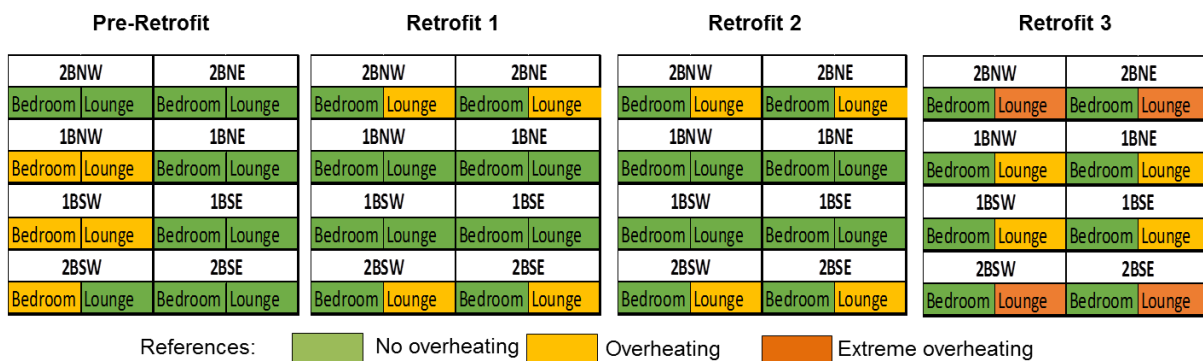 Pre-Retrofit Retrofit 1 Retrofit 2 Retrofit 3
2BNW 2BNE 2BNW 2BNE 2BNW 2BNE 2BNW 2BNE
Bedroom Lounge Bedroom Lounge Bedroom Lounge Bedroom Lounge Bedroom Lounge Bedroom Lounge Bedroom Lounge Bedroom Lounge
1BNW 1BNE 1BNW 1BNE 1BNW 1BNE 1BNW 1BNE
Bedroom Lounge Bedroom Lounge Bedroom Lounge Bedroom Lounge Bedroom Lounge Bedroom Lounge Bedroom Lounge Bedroom Lounge
1BSW 1BSE 1BSW 1BSE 1BSW 1BSE 1BSW 1BSE
Bedroom Lounge Bedroom Lounge Bedroom Lounge Bedroom Lounge Bedroom Lounge Bedroom Lounge Bedroom Lounge Bedroom Lounge
2BSW 2BSE 2BSW 2BSE 2BSW 2BSE 2BSW 2BSE
Bedroom Lounge Bedroom Lounge Bedroom Lounge Bedroom Lounge Bedroom Lounge Bedroom Lounge Bedroom Lounge Bedroom Lounge
References: No overheating Overheating Extreme overheating